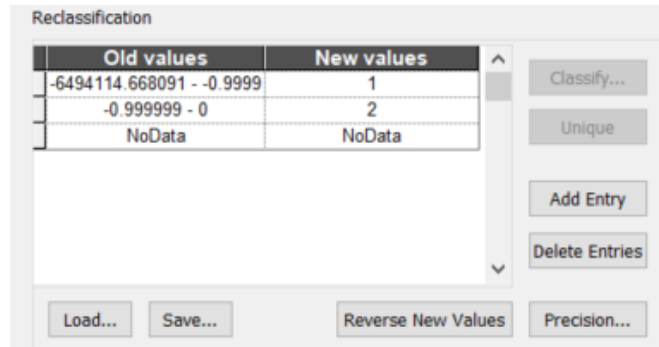 Reclassification
Old values New values
-6494114.668091 - -0.9999 1
-0.999999 - 0 2
NoData NoData
Classify...
Unique
Add Entry
Delete Entries
Load... Save... Reverse New Values Precision...